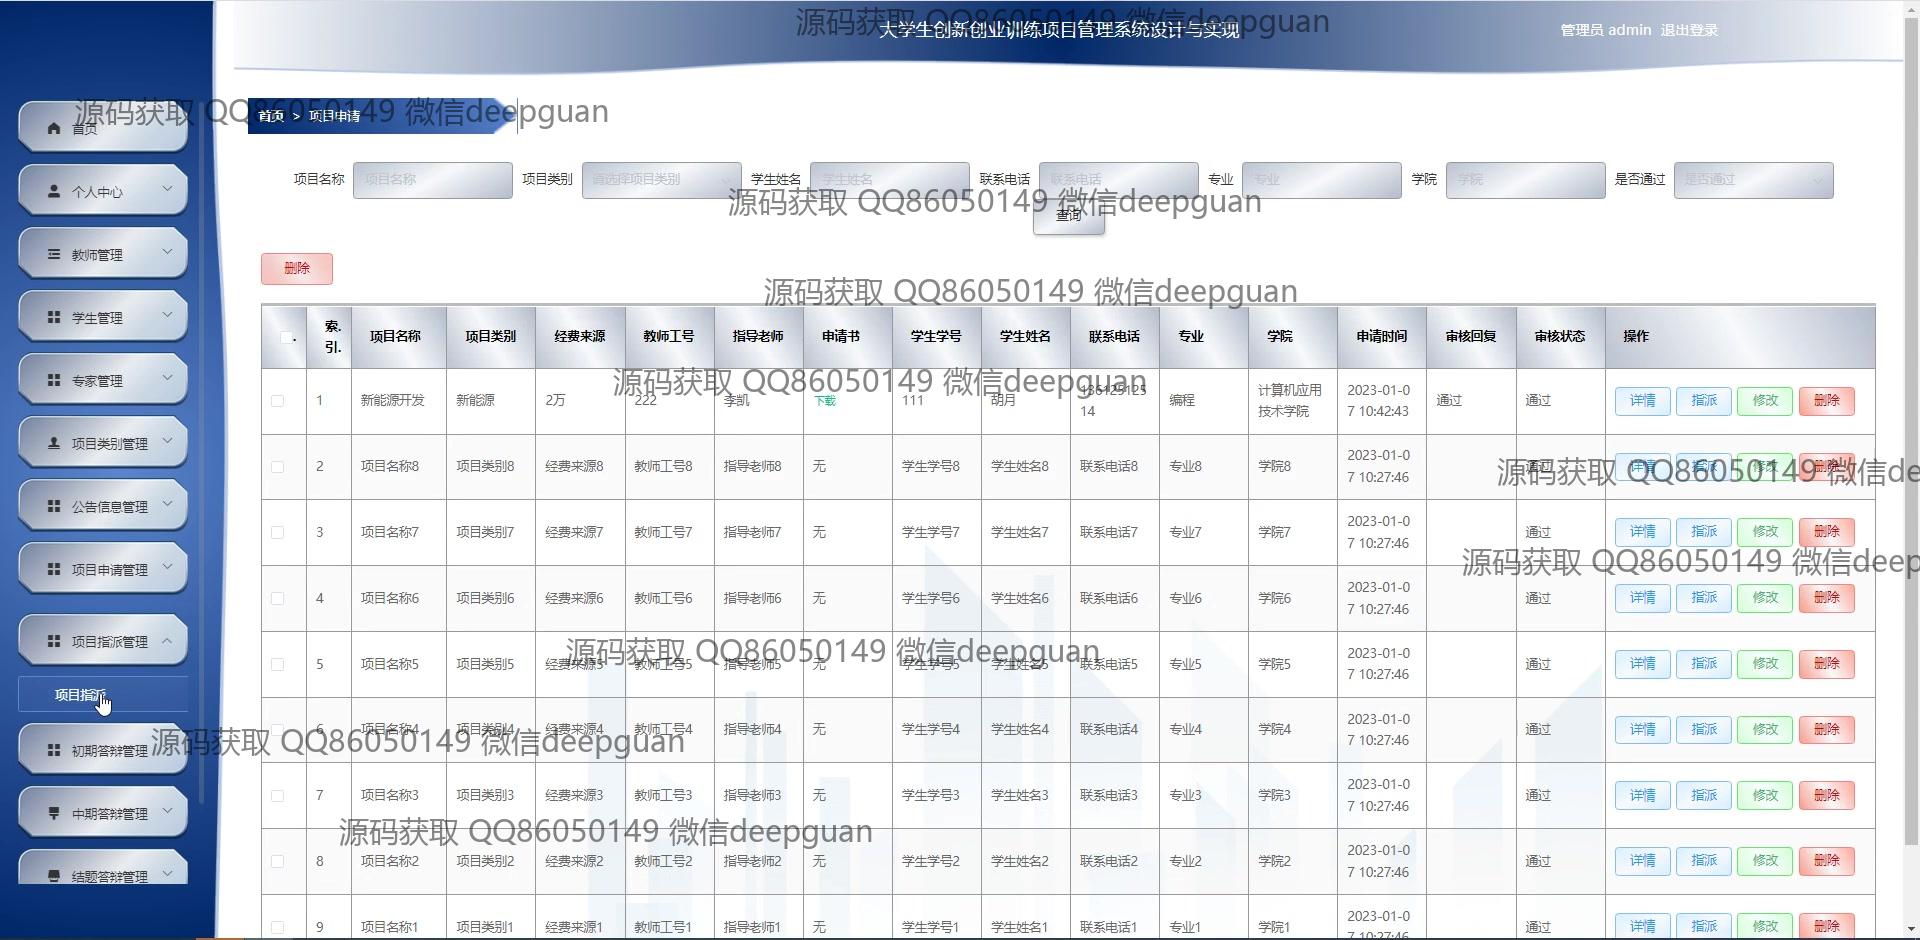 大学生创新创业训练项目管理系统设计与实现
管理员 admin 退出登录
源码获取 QQ86050149 微信deepguan
首页 > 项目申请
源码获取 QQ86050149 微信deepguan
首页
个人中心
教师管理
学生管理
专家管理
项目类别管理
公告信息管理
项目申请管理
项目指派管理
项目指派
初期答辩管理
中期答辩管理
结题答辩管理
项目名称 项目名称 项目类别 请选择项目类别 学生姓名 学生姓名 联系电话 联系电话 专业 专业 学院 学院 是否通过 是否通过
源码获取 QQ86050149 微信deepguan
查询
删除
源码获取 QQ86050149 微信deepguan
索. 引. 项目名称 项目类别 经费来源 教师工号 指导老师 申请书 学生学号 学生姓名 联系电话 专业 学院 申请时间 审核回复 审核状态 操作
源码获取 QQ86050149 微信deepguan
1 新能源开发 新能源 2万 222 李凯 下载 111 胡月 13612512514 编程 计算机应用技术学院 2023-01-07 10:42:43 通过 通过 详情 指派 修改 删除
2 项目名称8 项目类别8 经费来源8 教师工号8 指导老师8 无 学生学号8 学生姓名8 联系电话8 专业8 学院8 2023-01-07 10:27:46 通过 详情 指派 修改 删除
源码获取 QQ86050149 微信de
3 项目名称7 项目类别7 经费来源7 教师工号7 指导老师7 无 学生学号7 学生姓名7 联系电话7 专业7 学院7 2023-01-07 10:27:46 通过 详情 指派 修改 删除
源码获取 QQ86050149 微信deep
4 项目名称6 项目类别6 经费来源6 教师工号6 指导老师6 无 学生学号6 学生姓名6 联系电话6 专业6 学院6 2023-01-07 10:27:46 通过 详情 指派 修改 删除
源码获取 QQ86050149 微信deepguan
5 项目名称5 项目类别5 经费来源5 教师工号5 指导老师5 无 学生学号5 学生姓名5 联系电话5 专业5 学院5 2023-01-07 10:27:46 通过 详情 指派 修改 删除
6 项目名称4 项目类别4 经费来源4 教师工号4 指导老师4 无 学生学号4 学生姓名4 联系电话4 专业4 学院4 2023-01-07 10:27:46 通过 详情 指派 修改 删除
源码获取 QQ86050149 微信deepguan
7 项目名称3 项目类别3 经费来源3 教师工号3 指导老师3 无 学生学号3 学生姓名3 联系电话3 专业3 学院3 2023-01-07 10:27:46 通过 详情 指派 修改 删除
源码获取 QQ86050149 微信deepguan
8 项目名称2 项目类别2 经费来源2 教师工号2 指导老师2 无 学生学号2 学生姓名2 联系电话2 专业2 学院2 2023-01-07 10:27:46 通过 详情 指派 修改 删除
9 项目名称1 项目类别1 经费来源1 教师工号1 指导老师1 无 学生学号1 学生姓名1 联系电话1 专业1 学院1 2023-01-07 10:27:46 通过 详情 指派 修改 删除